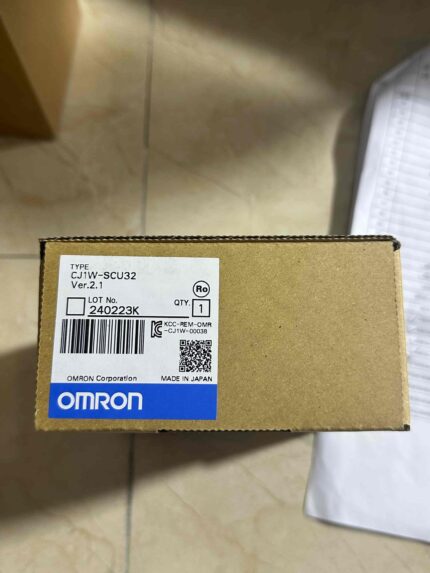 TYPE
CJ1W-SCU32
Ver.2.1
Ro
LOT No.
QTY.
240223K
1
KCC-REM-OMR
-CJ1W-00038
OMRON Corporation
MADE IN JAPAN
OMRON